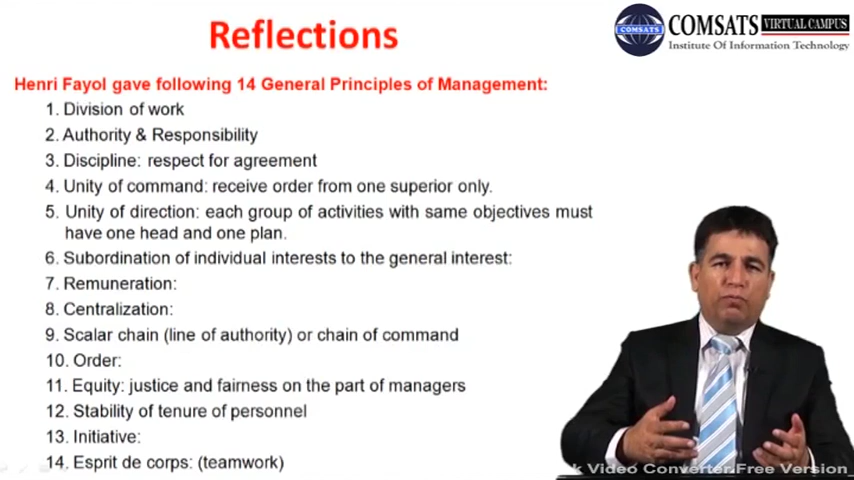 Reflections
COMSATS VIRTUAL CAMPUS
COMSATS
Institute Of Information Technology
Henri Fayol gave following 14 General Principles of Management:
1. Division of work
2. Authority & Responsibility
3. Discipline: respect for agreement
4. Unity of command: receive order from one superior only.
5. Unity of direction: each group of activities with same objectives must
have one head and one plan.
6. Subordination of individual interests to the general interest:
7. Remuneration:
8. Centralization:
9. Scalar chain (line of authority) or chain of command
10. Order:
11. Equity: justice and fairness on the part of managers
12. Stability of tenure of personnel
13. Initiative:
14. Esprit de corps: (teamwork)
k Video Converter Free Version_